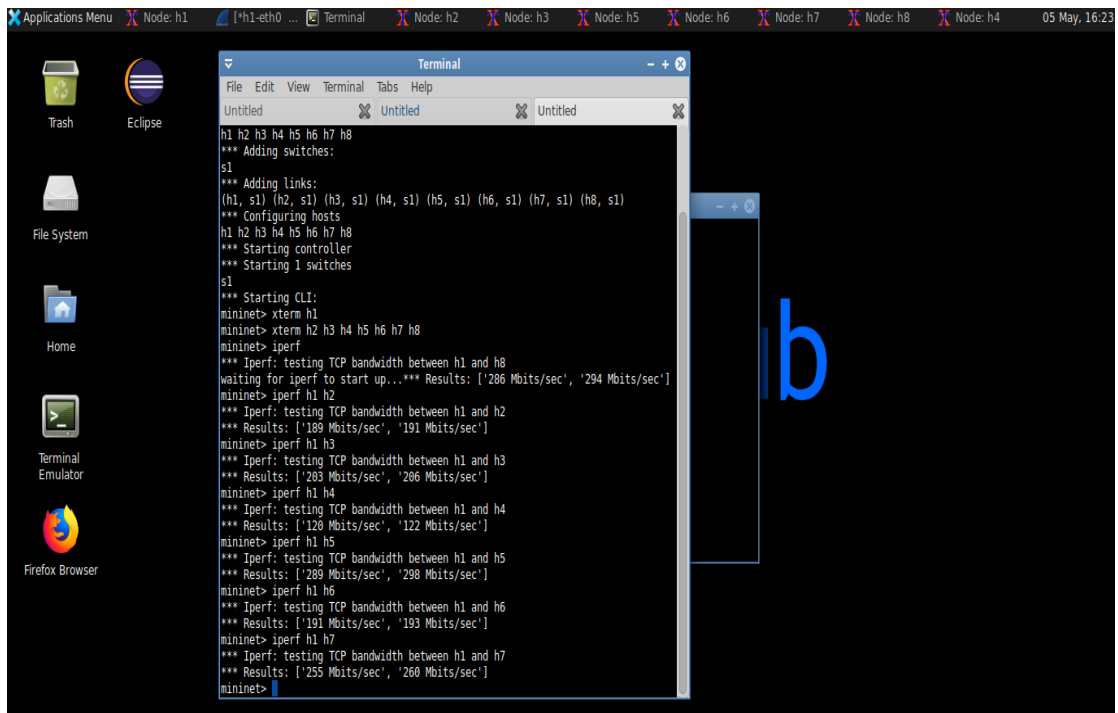 Applications Menu Node: h1 [*h1-eth0 ... Terminal Node: h2 Node: h3 Node: h5 Node: h6 Node: h7 Node: h8 Node: h4 05 May, 16:23
Trash
Eclipse
File System
Home
Terminal
Emulator
Firefox Browser
Terminal
File Edit View Terminal Tabs Help
Untitled Untitled Untitled
h1 h2 h3 h4 h5 h6 h7 h8
*** Adding switches:
s1
*** Adding links:
(h1, s1) (h2, s1) (h3, s1) (h4, s1) (h5, s1) (h6, s1) (h7, s1) (h8, s1)
*** Configuring hosts
h1 h2 h3 h4 h5 h6 h7 h8
*** Starting controller
*** Starting 1 switches
s1
*** Starting CLI:
mininet> xterm h1
mininet> xterm h2 h3 h4 h5 h6 h7 h8
mininet> iperf
*** Iperf: testing TCP bandwidth between h1 and h8
waiting for iperf to start up...*** Results: ['286 Mbits/sec', '294 Mbits/sec']
mininet> iperf h1 h2
*** Iperf: testing TCP bandwidth between h1 and h2
*** Results: ['189 Mbits/sec', '191 Mbits/sec']
mininet> iperf h1 h3
*** Iperf: testing TCP bandwidth between h1 and h3
*** Results: ['203 Mbits/sec', '206 Mbits/sec']
mininet> iperf h1 h4
*** Iperf: testing TCP bandwidth between h1 and h4
*** Results: ['120 Mbits/sec', '122 Mbits/sec']
mininet> iperf h1 h5
*** Iperf: testing TCP bandwidth between h1 and h5
*** Results: ['289 Mbits/sec', '298 Mbits/sec']
mininet> iperf h1 h6
*** Iperf: testing TCP bandwidth between h1 and h6
*** Results: ['191 Mbits/sec', '193 Mbits/sec']
mininet> iperf h1 h7
*** Iperf: testing TCP bandwidth between h1 and h7
*** Results: ['255 Mbits/sec', '260 Mbits/sec']
mininet>
b